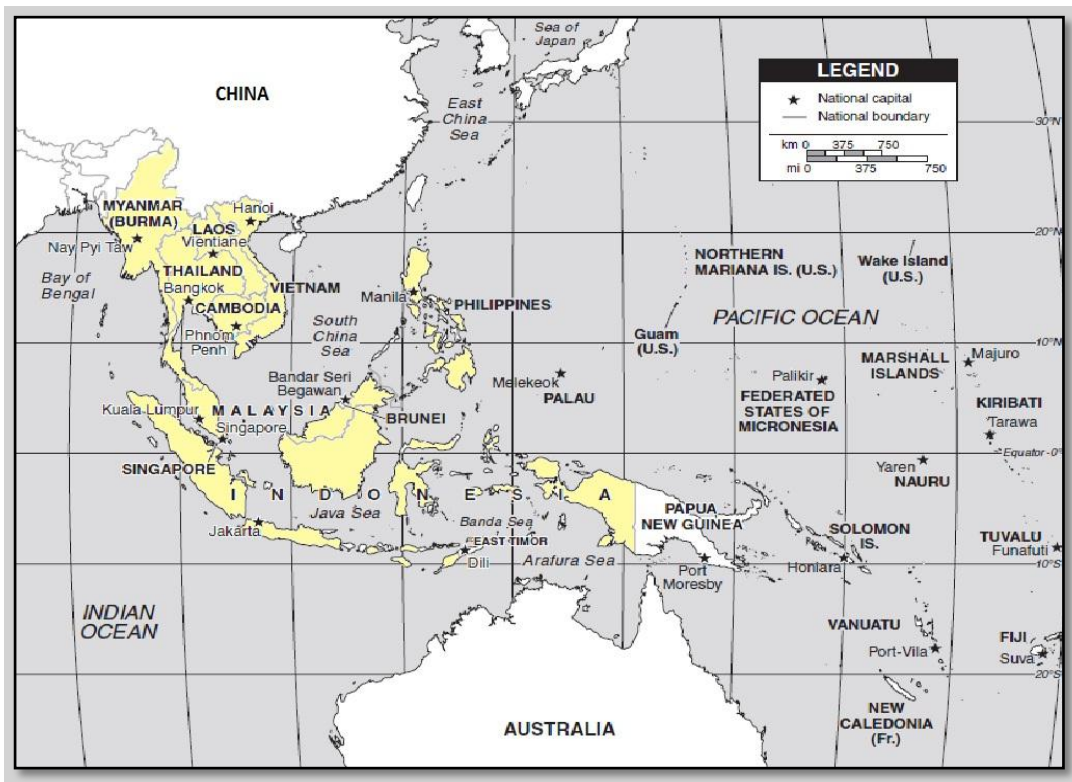 Sea of
Japan
LEGEND
National capital
National boundary
km 0 375 750
mi 0 375 750
CHINA
East
China
Sea
30°N
MYANMAR
(BURMA)
Hanoi
LAOS
Vientiane
Nay Pyi Taw
20°N
Bay of
Bengal
THAILAND
Bangkok
VIETNAM
CAMBODIA
Phnom
Penh
Manila
PHILIPPINES
South
China
Sea
NORTHERN
MARIANA IS. (U.S.)
Wake Island
(U.S.)
PACIFIC OCEAN
Guam
(U.S.)
10°N
Bandar Seri
Begawan
Melekeok
PALAU
Palikir
FEDERATED
STATES OF
MICRONESIA
MARSHALL
ISLANDS
Majuro
KIRIBATI
Tarawa
Kuala Lumpur
MALAYSIA
Singapore
BRUNEI
SINGAPORE
Equator 0°
Yaren
NAURU
INDONESIA
Java Sea
Jakarta
Banda Sea
EAST TIMOR
Dili
Arafura Sea
PAPUA
NEW GUINEA
Port
Moresby
SOLOMON
IS.
Honiara
TUVALU
Funafuti
10°S
INDIAN
OCEAN
VANUATU
Port-Vila
FIJI
Suva
20°S
AUSTRALIA
NEW
CALEDONIA
(Fr.)